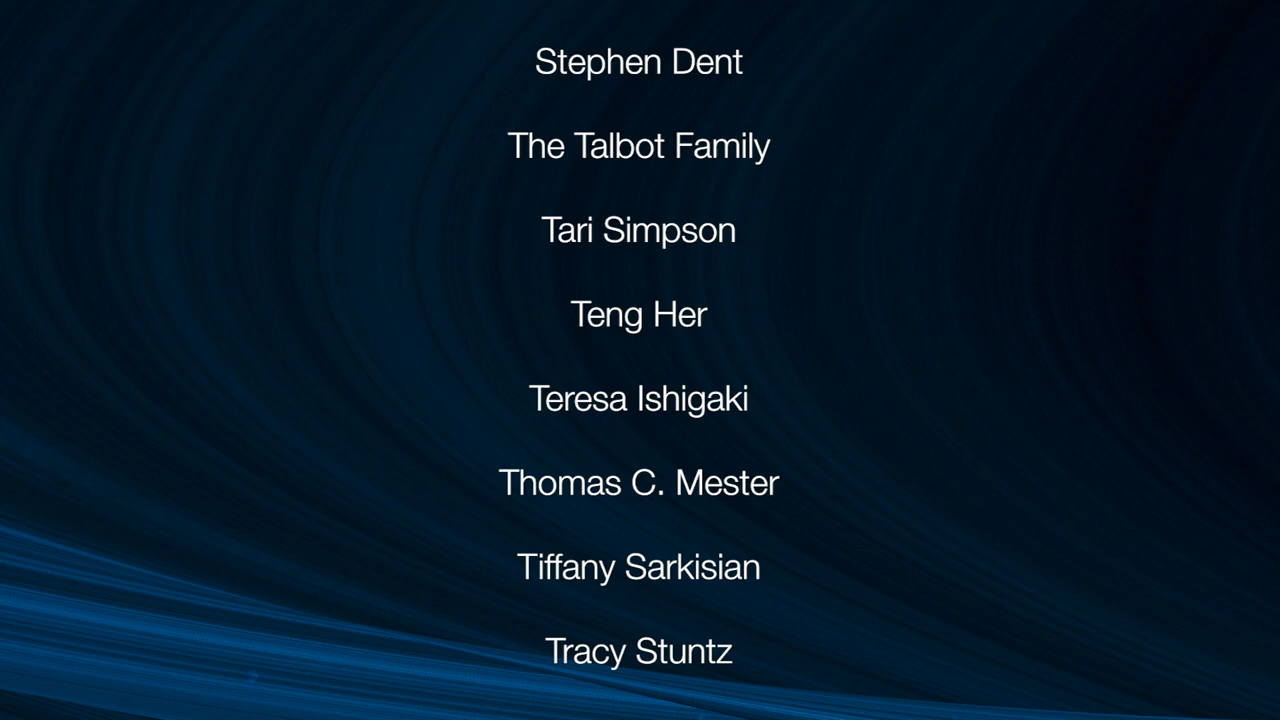 Stephen Dent
The Talbot Family
Tari Simpson
Teng Her
Teresa Ishigaki
Thomas C. Mester
Tiffany Sarkisian
Tracy Stuntz